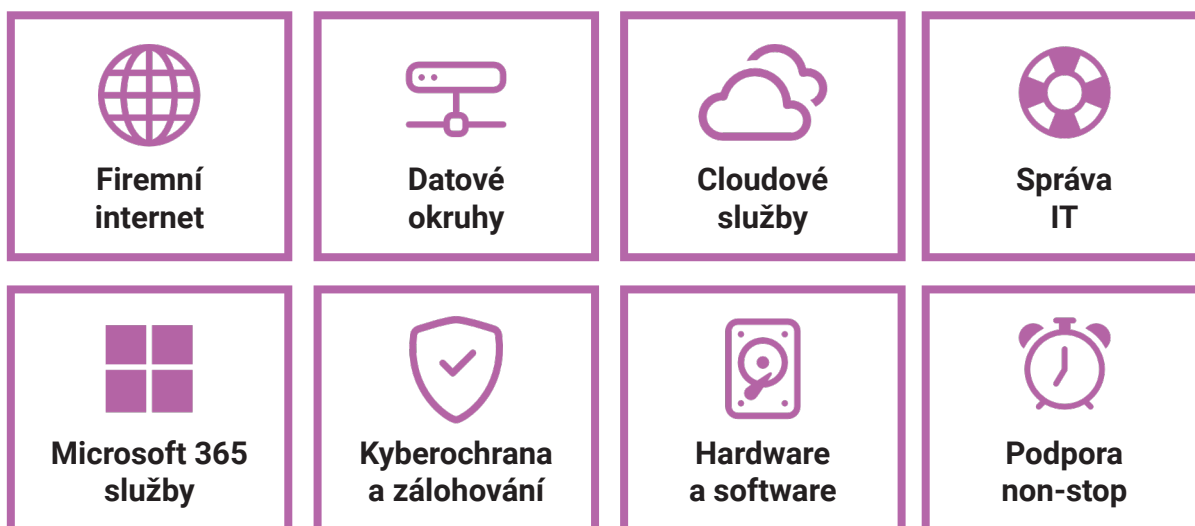 Firemní
internet
Datové
okruhy
Cloudové
služby
Správa
IT
Microsoft 365
služby
Kyberochrana
a zálohování
Hardware
a software
Podpora
non-stop